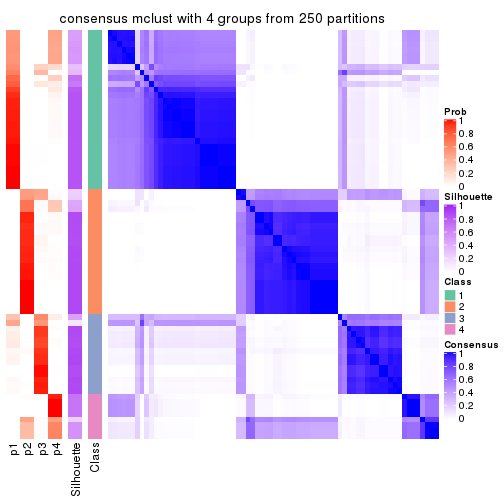 consensus mclust with 4 groups from 250 partitions
Prob
1
0.8
0.6
0.4
0.2
0
Silhouette
1
0.8
0.6
0.4
0.2
0
Class
1
2
3
4
Consensus
1
0.8
0.6
0.4
0.2
0
p1
p2
p3
p4
Silhouette
Class